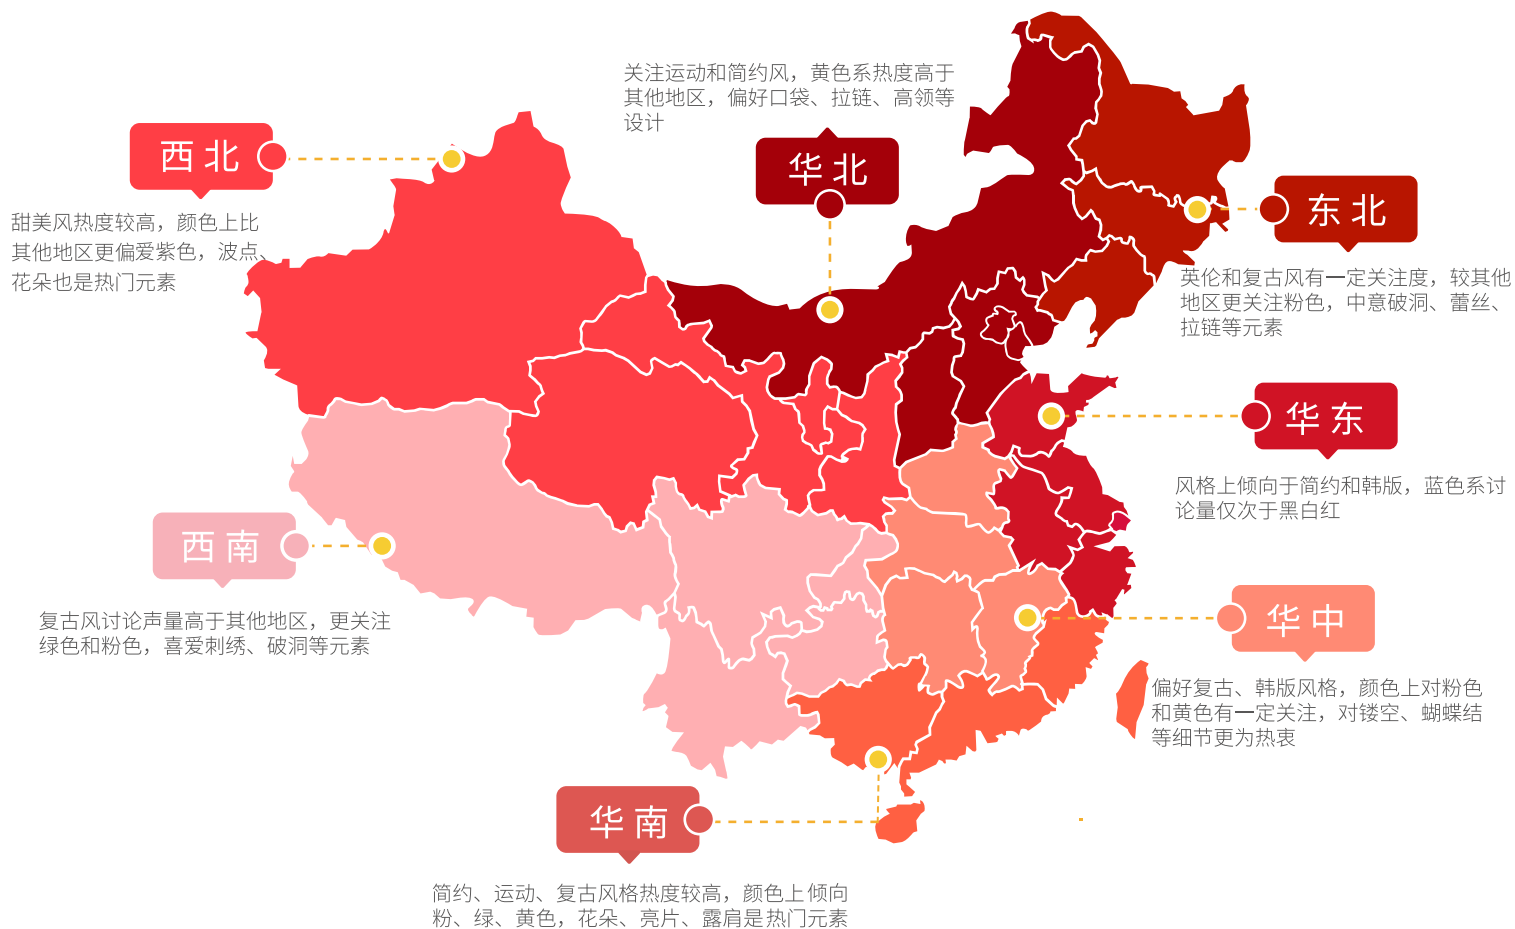 关注运动和简约风，黄色系热度高于
其他地区，偏好口袋、拉链、高领等
设计
华北
西北
甜美风热度较高，颜色上比
其他地区更偏爱紫色，波点、
花朵也是热门元素
东北
英伦和复古风有一定关注度，较其他
地区更关注粉色，中意破洞、蕾丝、
拉链等元素
华东
风格上倾向于简约和韩版，蓝色系讨
论量仅次于黑白红
西南
复古风讨论声量高于其他地区，更关注
绿色和粉色，喜爱刺绣、破洞等元素
华中
偏好复古、韩版风格，颜色上对粉色
和黄色有一定关注，对镂空、蝴蝶结
等细节更为热衷
华南
简约、运动、复古风格热度较高，颜色上倾向
粉、绿、黄色，花朵、亮片、露肩是热门元素